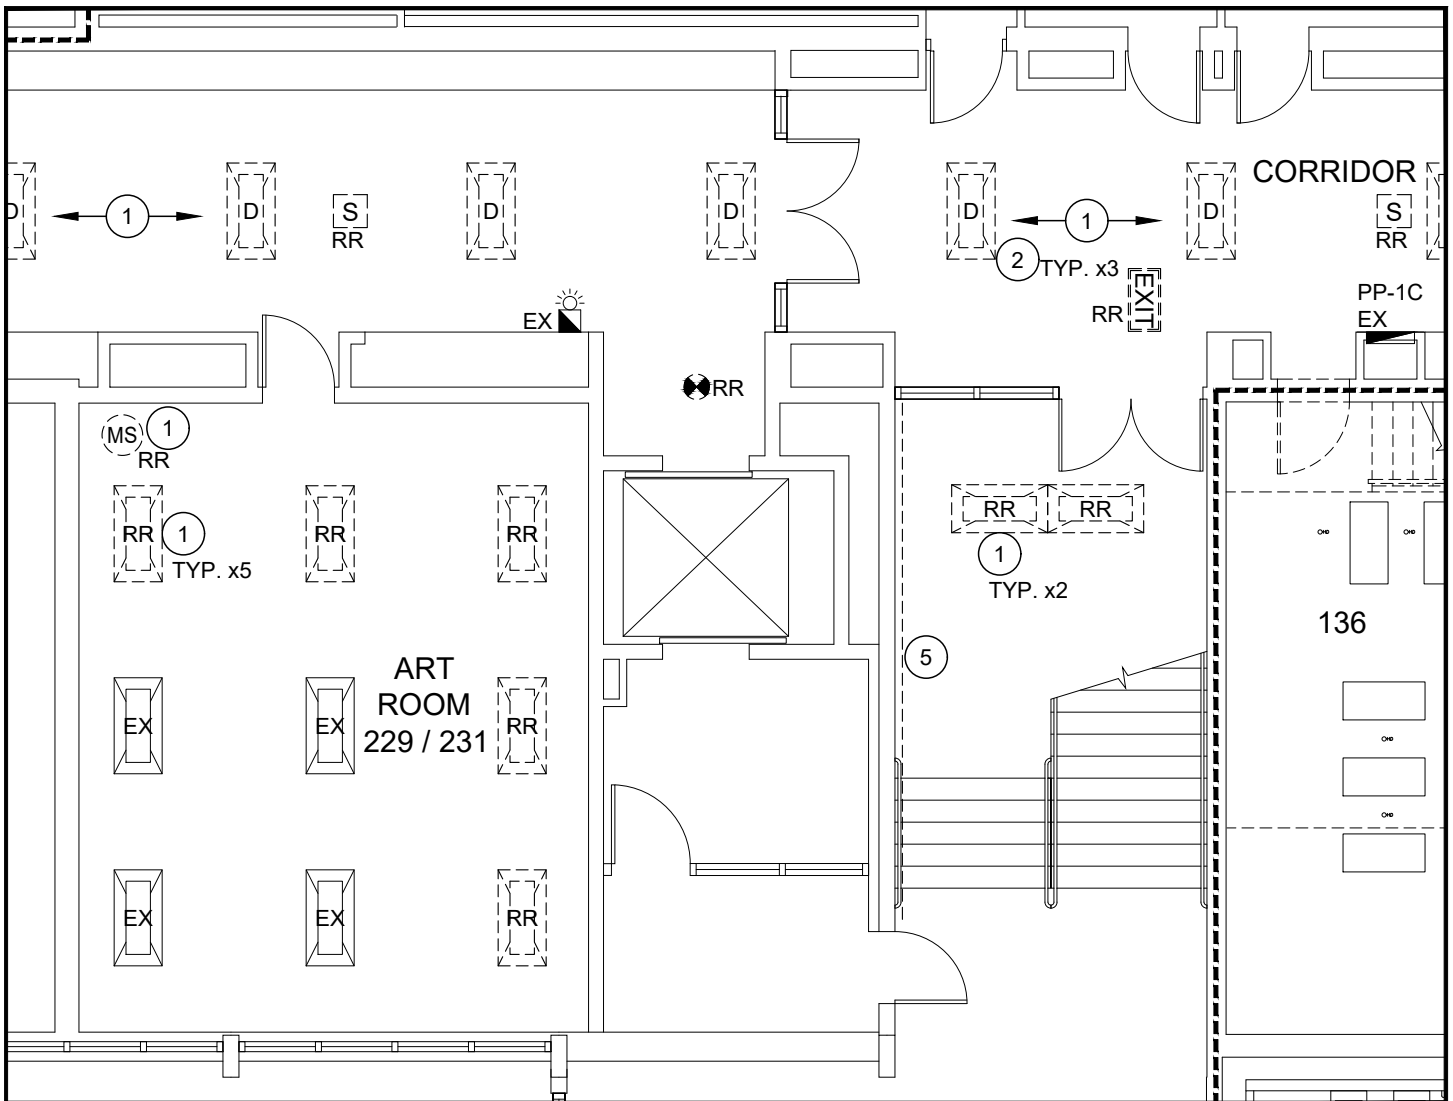 CORRIDOR
D
1
D
S
RR
D
D
D
1
D
S
RR
2
TYP. x3
EXIT
RR
PP-1C
EX
EX
RR
MS
1
RR
RR
1
TYP. x5
RR
RR
RR
RR
1
TYP. x2
136
5
ART
ROOM
229 / 231
EX
EX
RR
EX
EX
RR